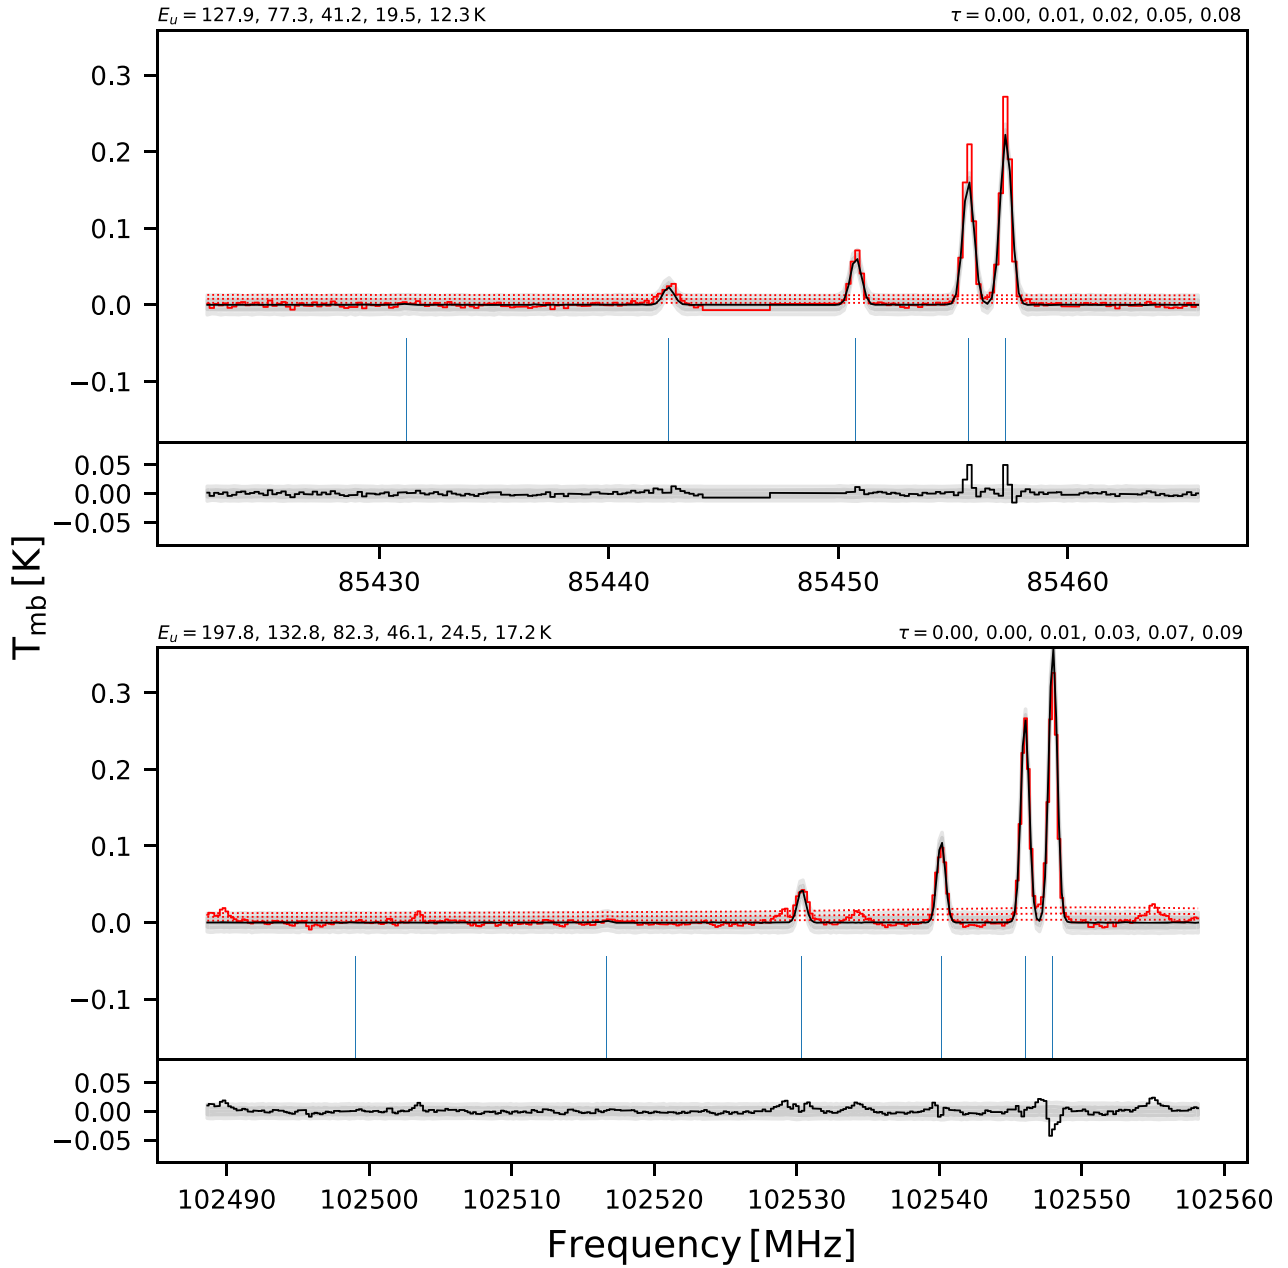 E_u = 127.9, 77.3, 41.2, 19.5, 12.3 K τ = 0.00, 0.01, 0.02, 0.05, 0.08
0.3
0.2
0.1
0.0
−0.1
0.05
0.00
−0.05
85430 85440 85450 85460
T_mb [K]
E_u = 197.8, 132.8, 82.3, 46.1, 24.5, 17.2 K τ = 0.00, 0.00, 0.01, 0.03, 0.07, 0.09
0.3
0.2
0.1
0.0
−0.1
0.05
0.00
−0.05
102490 102500 102510 102520 102530 102540 102550 102560
Frequency [MHz]